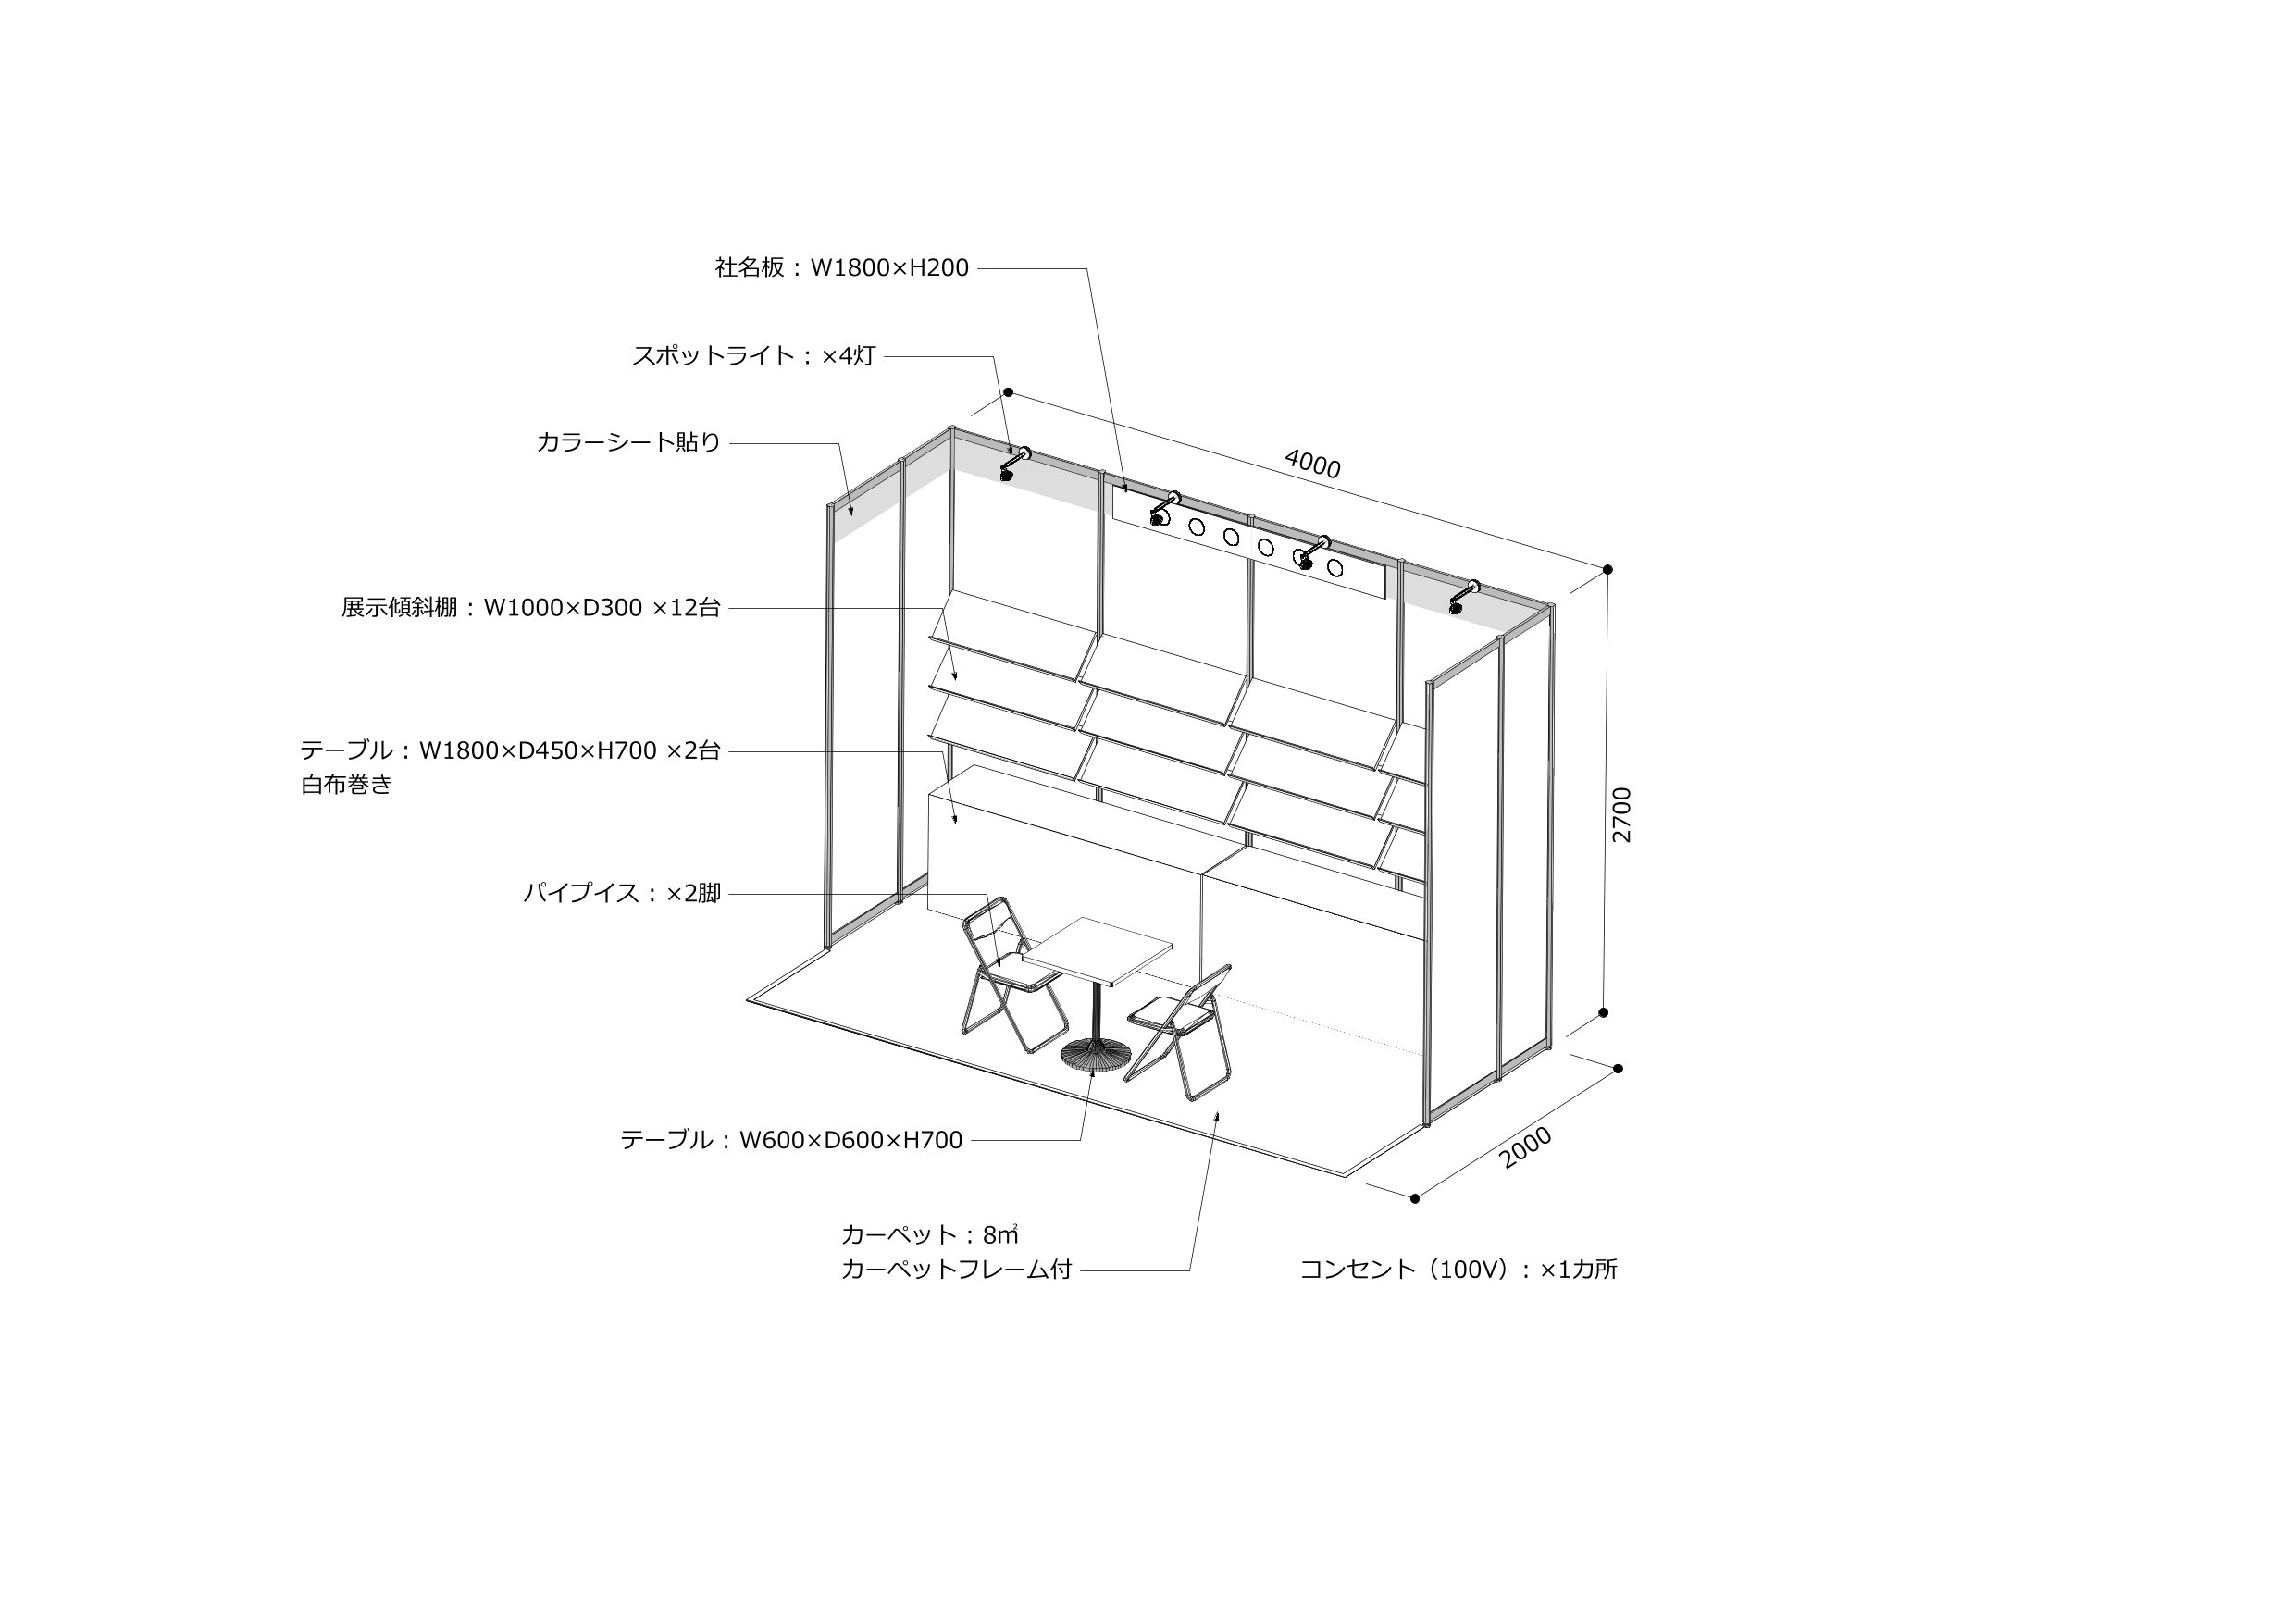 社名板：W1800×H200
スポットライト：×4灯
カラーシート貼り
4000
展示傾斜棚：W1000×D300 ×12台
テーブル：W1800×D450×H700 ×2台
白布巻き
2700
パイプイス：×2脚
テーブル：W600×D600×H700
2000
カーペット：8㎡
カーペットフレーム付
コンセント（100V）：×1カ所